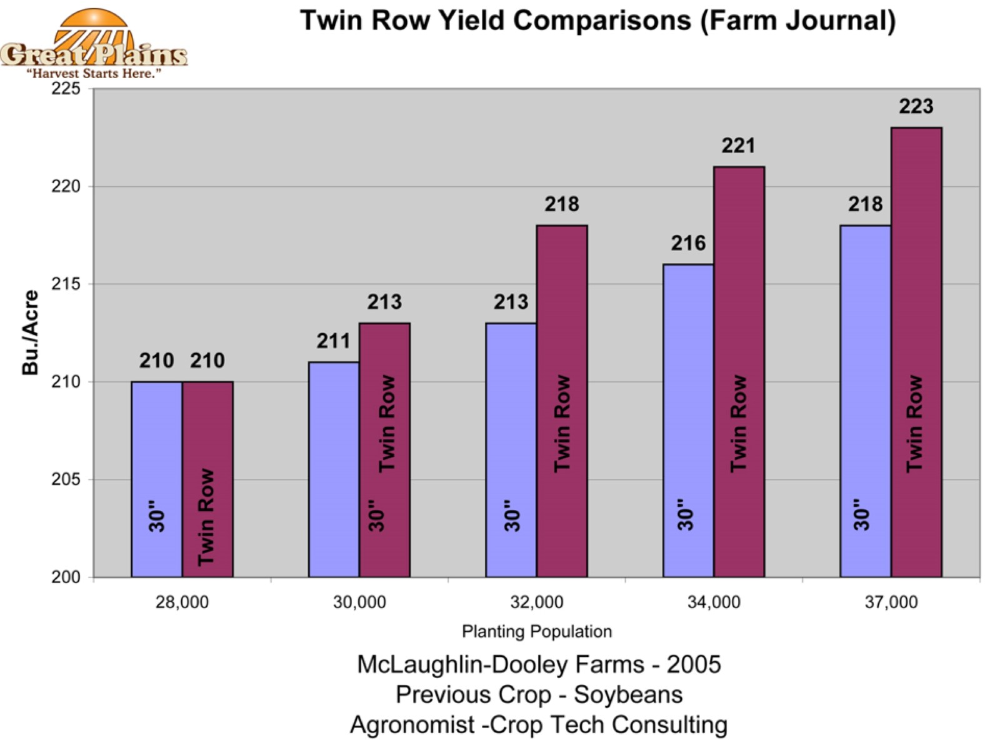 Twin Row Yield Comparisons (Farm Journal)
Great Plains
“Harvest Starts Here.”
225
220
215
210
205
200
Bu./Acre
210
210
211
213
213
218
216
221
218
223
30"
Twin Row
30"
Twin Row
30"
Twin Row
30"
Twin Row
30"
Twin Row
28,000
30,000
32,000
34,000
37,000
Planting Population
McLaughlin-Dooley Farms - 2005
Previous Crop - Soybeans
Agronomist -Crop Tech Consulting